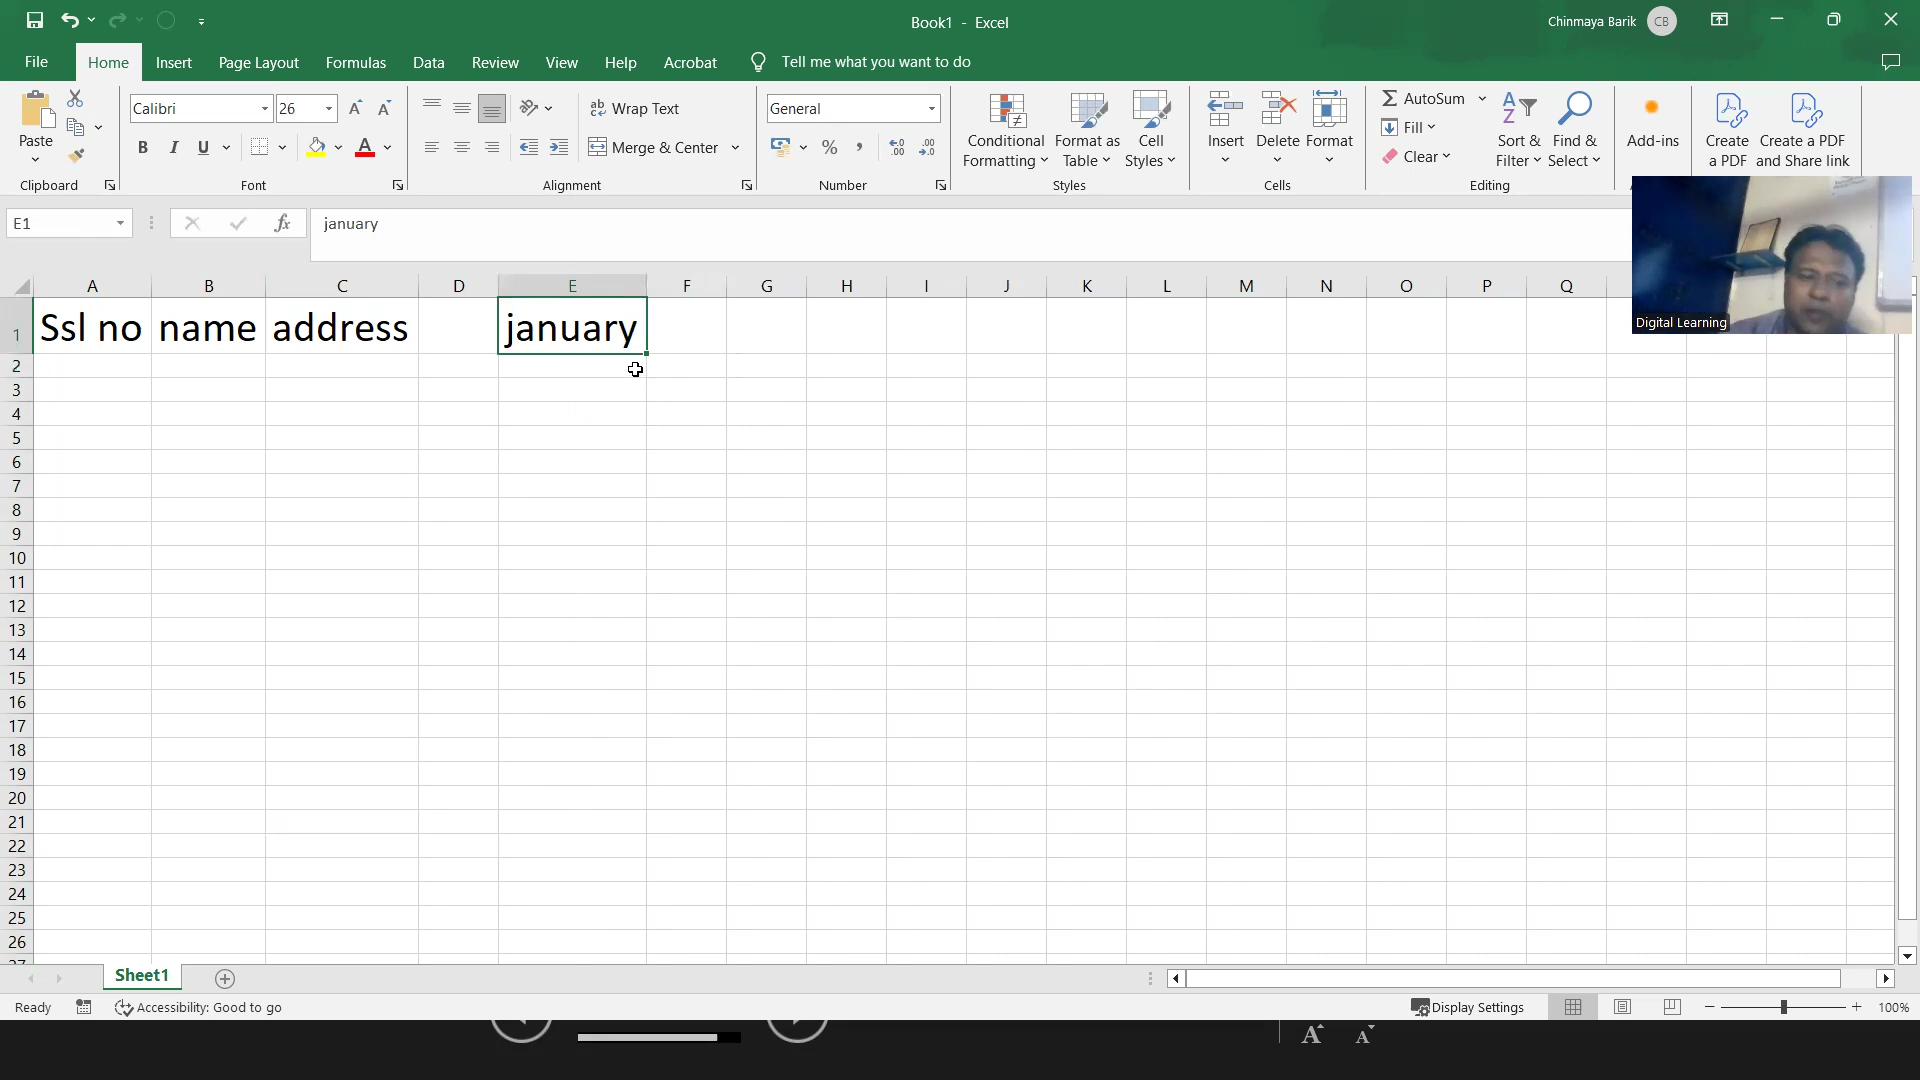 Book1 - Excel
Chinmaya Barik CB
File Home Insert Page Layout Formulas Data Review View Help Acrobat Tell me what you want to do
Paste
Clipboard
Calibri 26 A A
B I U A
Font
ab Wrap Text
Merge & Center
Alignment
General
% ,
Number
Conditional Formatting
Format as Table
Cell Styles
Styles
Insert Delete Format
Cells
AutoSum
Fill
Clear
Sort & Filter
Find & Select
Editing
Add-ins
Create a PDF
Create a PDF and Share link
E1 fx january
Digital Learning
A B C D E F G H I J K L M N O P Q
1 Ssl no name address january
2
3
4
5
6
7
8
9
10
11
12
13
14
15
16
17
18
19
20
21
22
23
24
25
26
Sheet1
Ready Accessibility: Good to go Display Settings 100%
A A